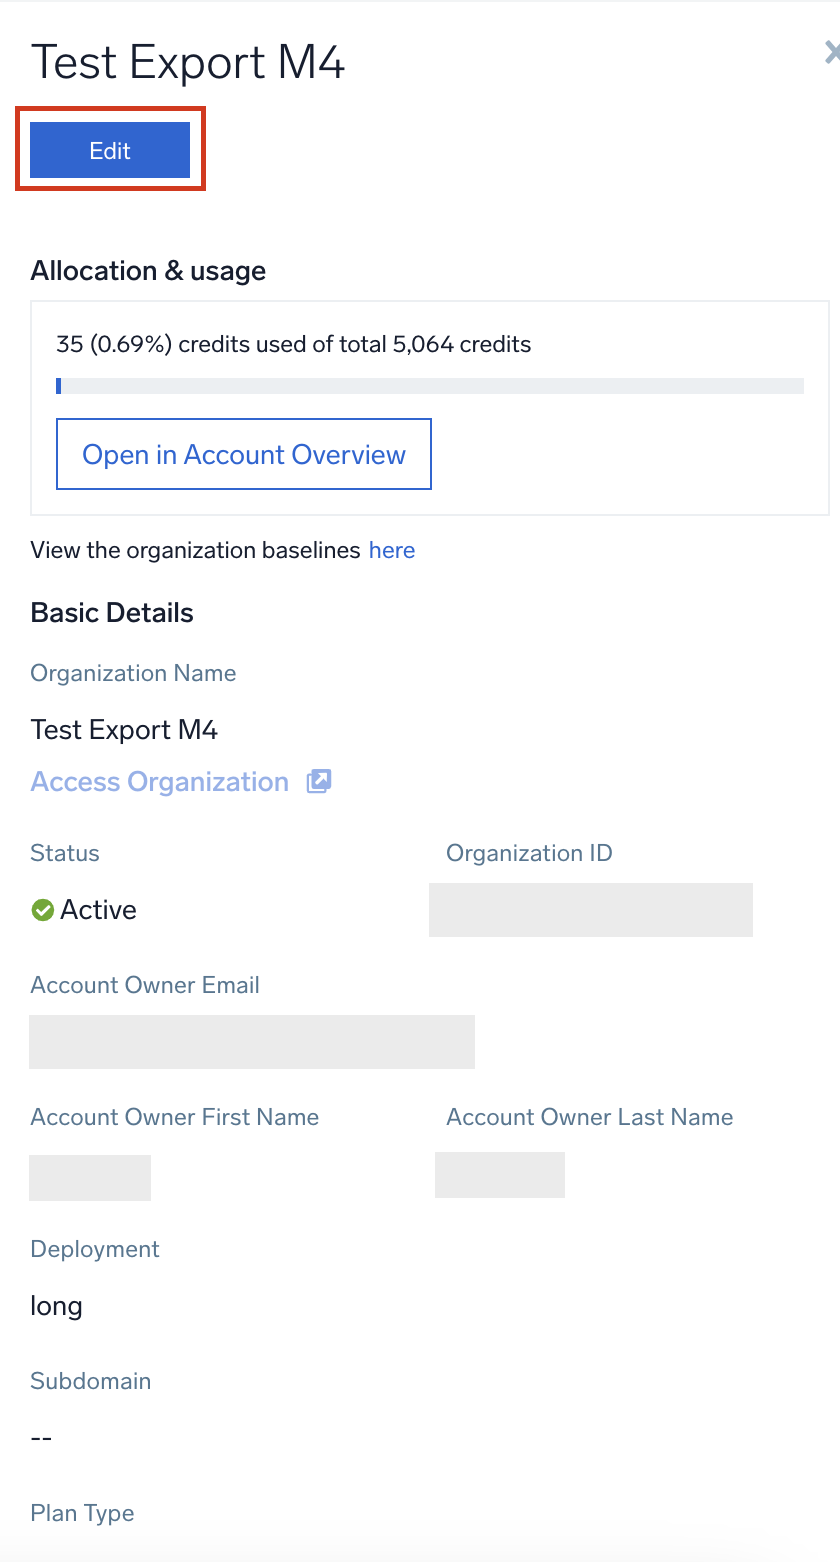 Test Export M4
Edit
Allocation & usage
35 (0.69%) credits used of total 5,064 credits
Open in Account Overview
View the organization baselines here
Basic Details
Organization Name
Test Export M4
Access Organization
Status
Organization ID
Active
Account Owner Email
Account Owner First Name
Account Owner Last Name
Deployment
long
Subdomain
--
Plan Type